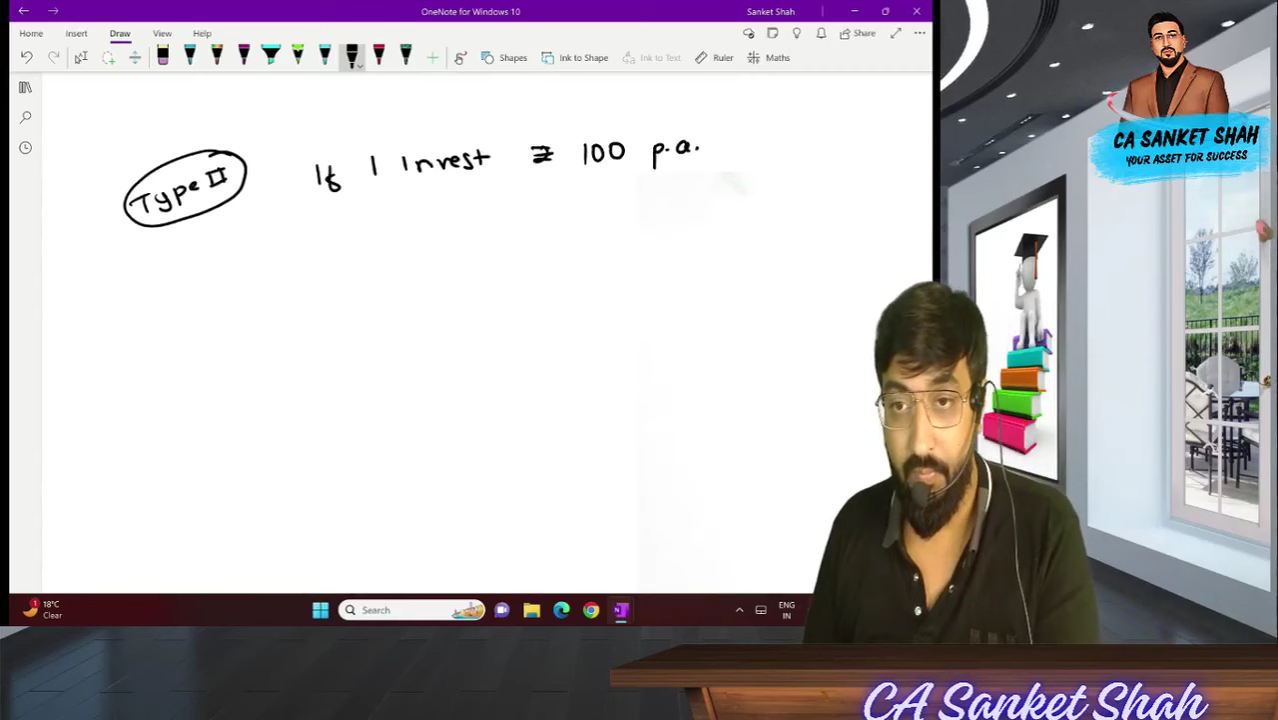 OneNote for Windows 10
Sanket Shah
Home Insert Draw View Help
Share
Shapes
Ink to Shape
Ink to Text
Ruler
Maths
Type II
If I invest ₹ 100 p.a.
CA SANKET SHAH
YOUR ASSET FOR SUCCESS
1
18°C
Clear
Search
ENG
IN
CA Sanket Shah